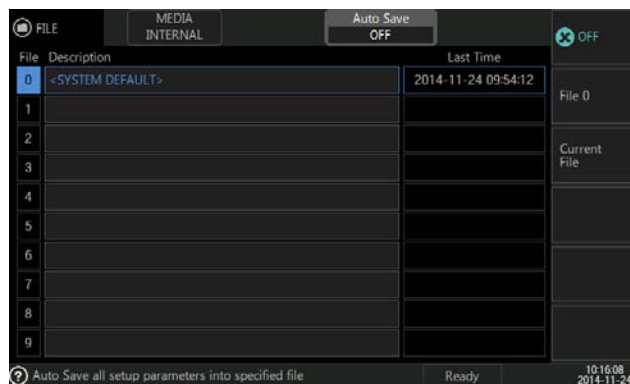 FILE
MEDIA
INTERNAL
Auto Save
OFF
OFF
File Description
Last Time
0 <SYSTEM DEFAULT> 2014-11-24 09:54:12
File 0
1
2
Current
File
3
4
5
6
7
8
9
? Auto Save all setup parameters into specified file
Ready
10:16:08
2014-11-24